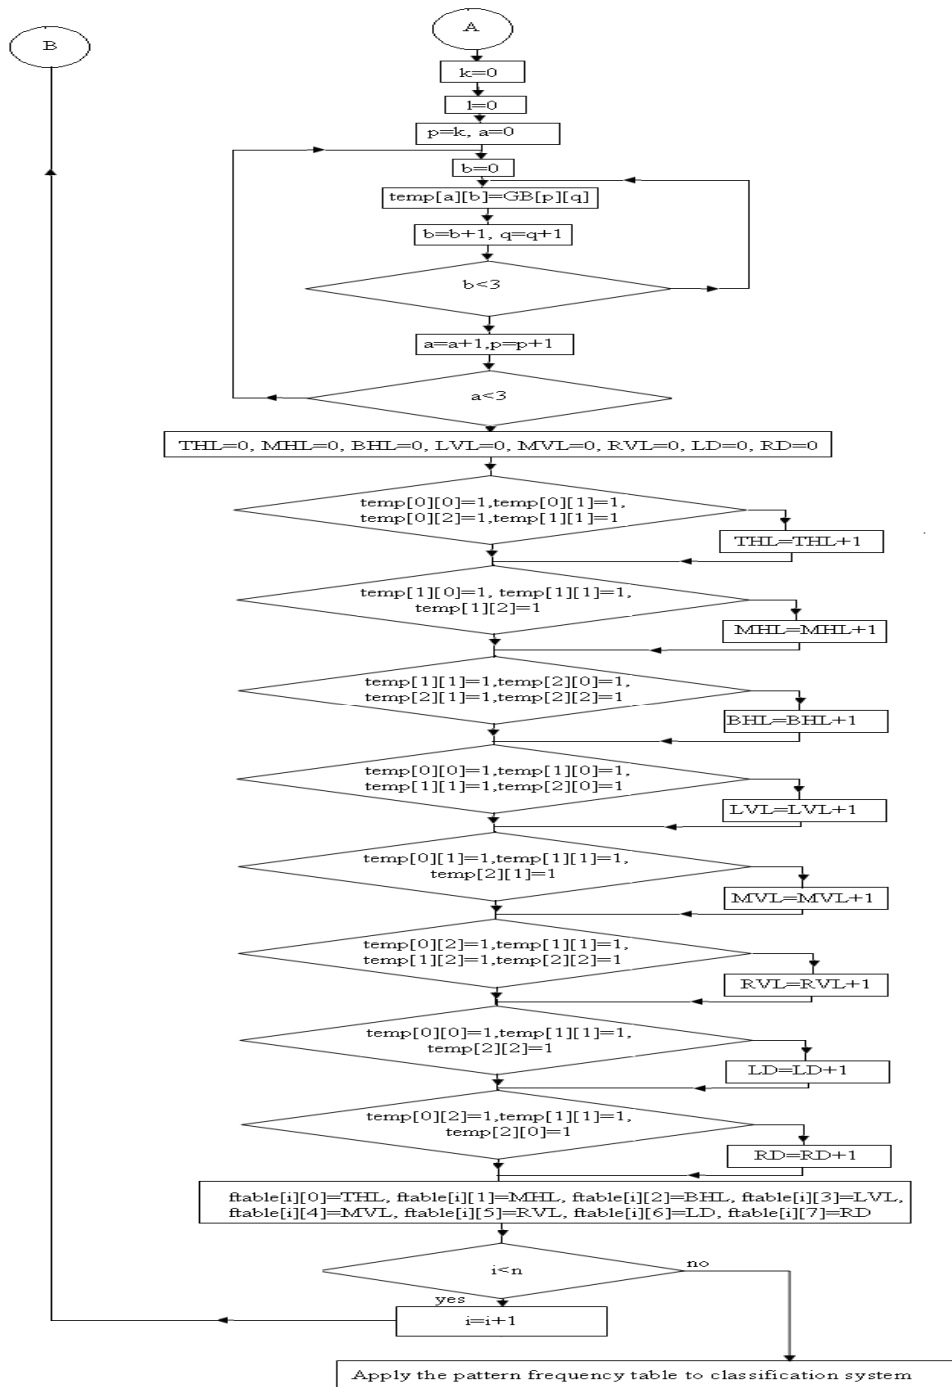 B
A
k=0
l=0
p=k, a=0
b=0
temp[a][b]=GB[p][q]
b=b+1, q=q+1
b<3
a=a+1,p=p+1
a<3
THL=0, MHL=0, BHL=0, LVL=0, MVL=0, RVL=0, LD=0, RD=0
temp[0][0]=1,temp[0][1]=1,
temp[0][2]=1,temp[1][1]=1
THL=THL+1
temp[1][0]=1, temp[1][1]=1,
temp[1][2]=1
MHL=MHL+1
temp[1][1]=1,temp[2][0]=1,
temp[2][1]=1,temp[2][2]=1
BHL=BHL+1
temp[0][0]=1,temp[1][0]=1,
temp[1][1]=1,temp[2][0]=1
LVL=LVL+1
temp[0][1]=1,temp[1][1]=1,
temp[2][1]=1
MVL=MVL+1
temp[0][2]=1,temp[1][1]=1,
temp[1][2]=1,temp[2][2]=1
RVL=RVL+1
temp[0][0]=1,temp[1][1]=1,
temp[2][2]=1
LD=LD+1
temp[0][2]=1,temp[1][1]=1,
temp[2][0]=1
RD=RD+1
ftable[i][0]=THL, ftable[i][1]=MHL, ftable[i][2]=BHL, ftable[i][3]=LVL,
ftable[i][4]=MVL, ftable[i][5]=RVL, ftable[i][6]=LD, ftable[i][7]=RD
i<n
no
yes
i=i+1
Apply the pattern frequency table to classification system